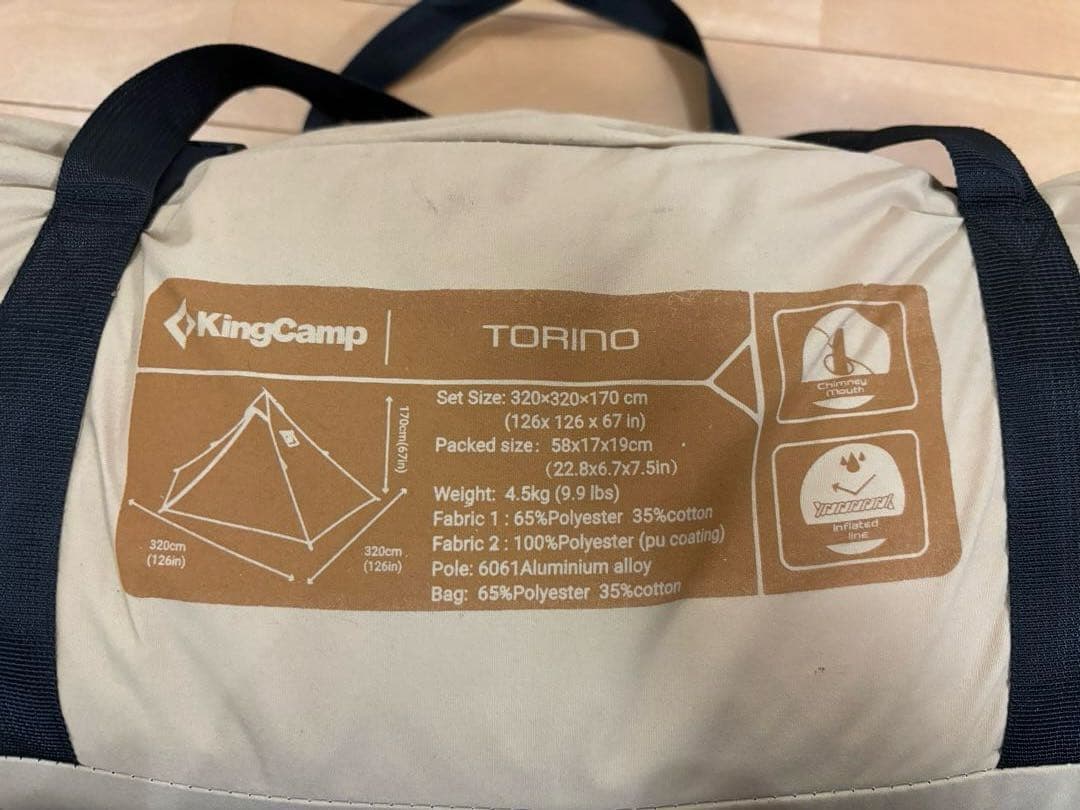 KingCamp
TORINO
Set Size: 320×320×170 cm
(126x 126 x 67 in)
Packed size: 58x17x19cm
(22.8x6.7x7.5in)
Weight: 4.5kg (9.9 lbs)
Fabric 1 : 65%Polyester 35%cotton
Fabric 2 : 100%Polyester (pu coating)
Pole: 6061Aluminium alloy
Bag: 65%Polyester 35%cotton
170cm(67in)
320cm
(126in)
320cm
(126in)
Chimney
Mouth
Inflated
line